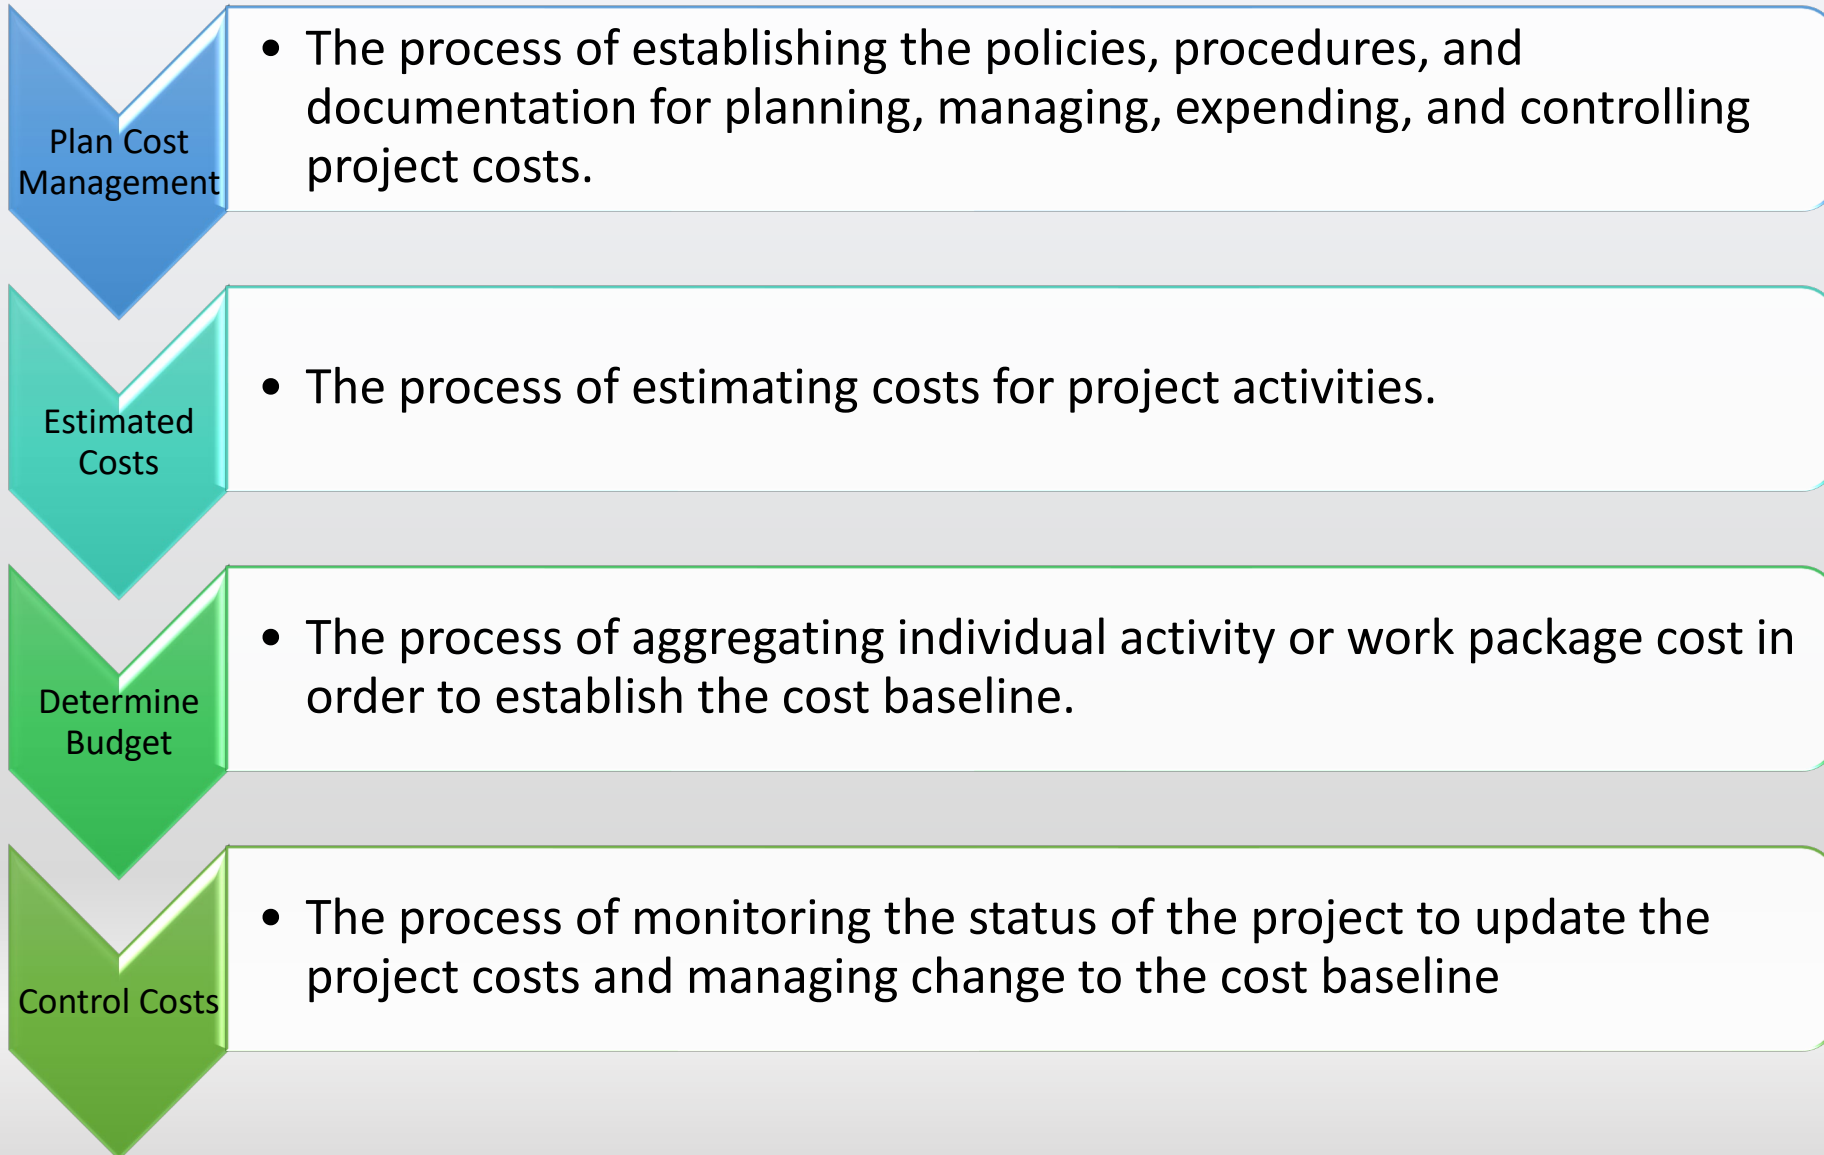 Plan Cost
Management
• The process of establishing the policies, procedures, and
documentation for planning, managing, expending, and controlling
project costs.
Estimated
Costs
• The process of estimating costs for project activities.
Determine
Budget
• The process of aggregating individual activity or work package cost in
order to establish the cost baseline.
Control Costs
• The process of monitoring the status of the project to update the
project costs and managing change to the cost baseline